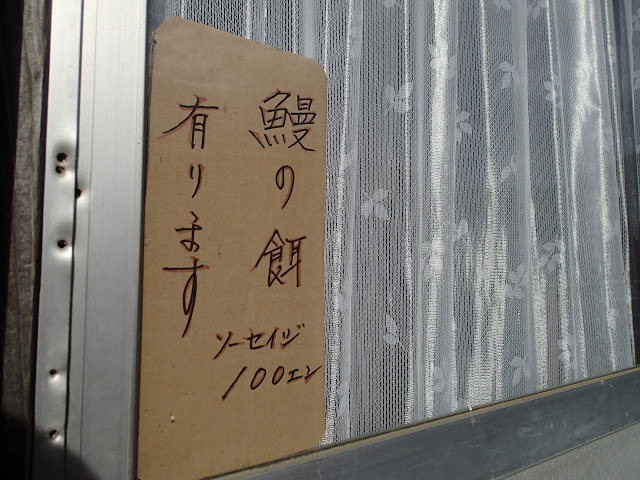 鰻の餌
有ります
ソーセイジ
100エン